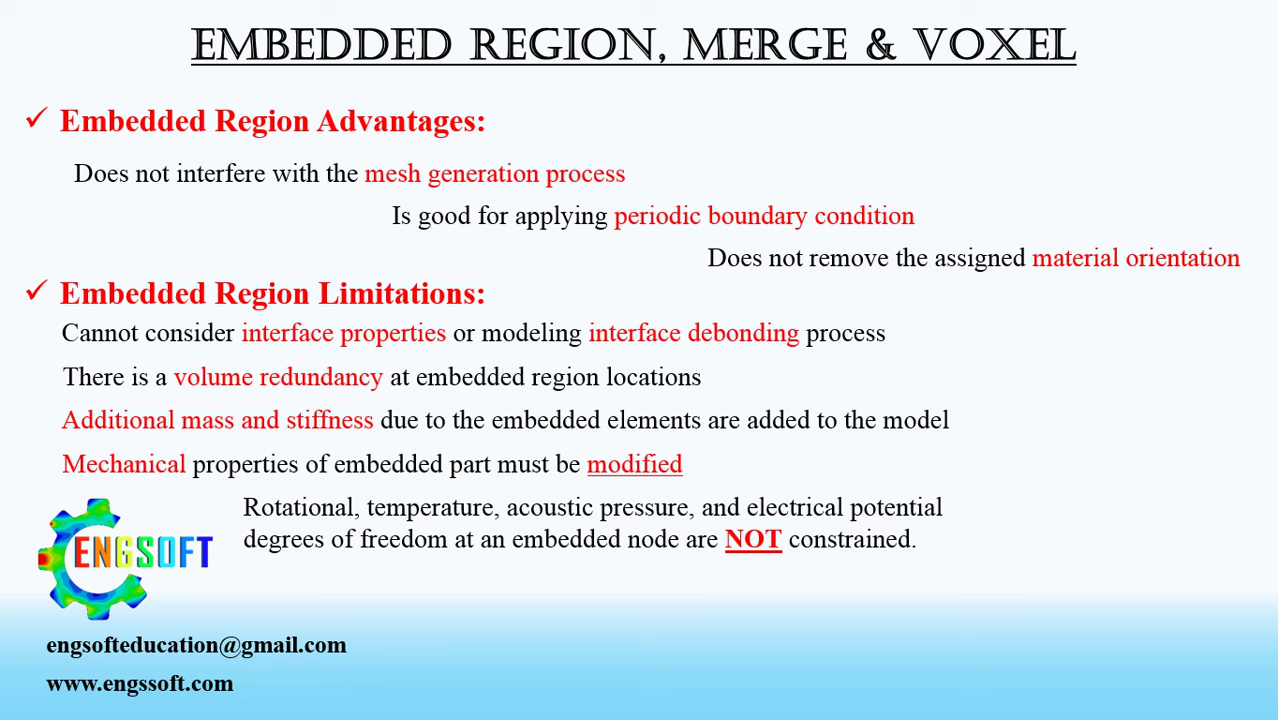 EMBEDDED REGION, MERGE & VOXEL
✓ Embedded Region Advantages:
Does not interfere with the mesh generation process
Is good for applying periodic boundary condition
Does not remove the assigned material orientation
✓ Embedded Region Limitations:
Cannot consider interface properties or modeling interface debonding process
There is a volume redundancy at embedded region locations
Additional mass and stiffness due to the embedded elements are added to the model
Mechanical properties of embedded part must be modified
Rotational, temperature, acoustic pressure, and electrical potential
degrees of freedom at an embedded node are NOT constrained.
ENGSOFT
engsofteducation@gmail.com
www.engssoft.com